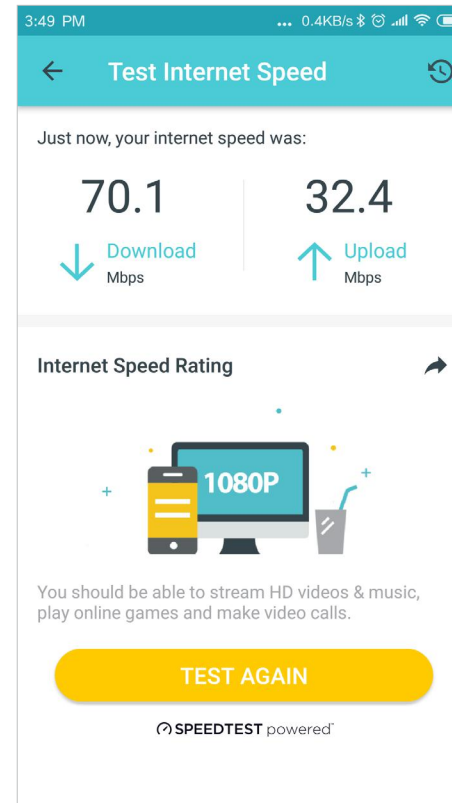 3:49 PM ... 0.4KB/s
Test Internet Speed
Just now, your internet speed was:
70.1 32.4
Download Upload
Mbps Mbps
Internet Speed Rating
1080P
You should be able to stream HD videos & music,
play online games and make video calls.
TEST AGAIN
SPEEDTEST powered™